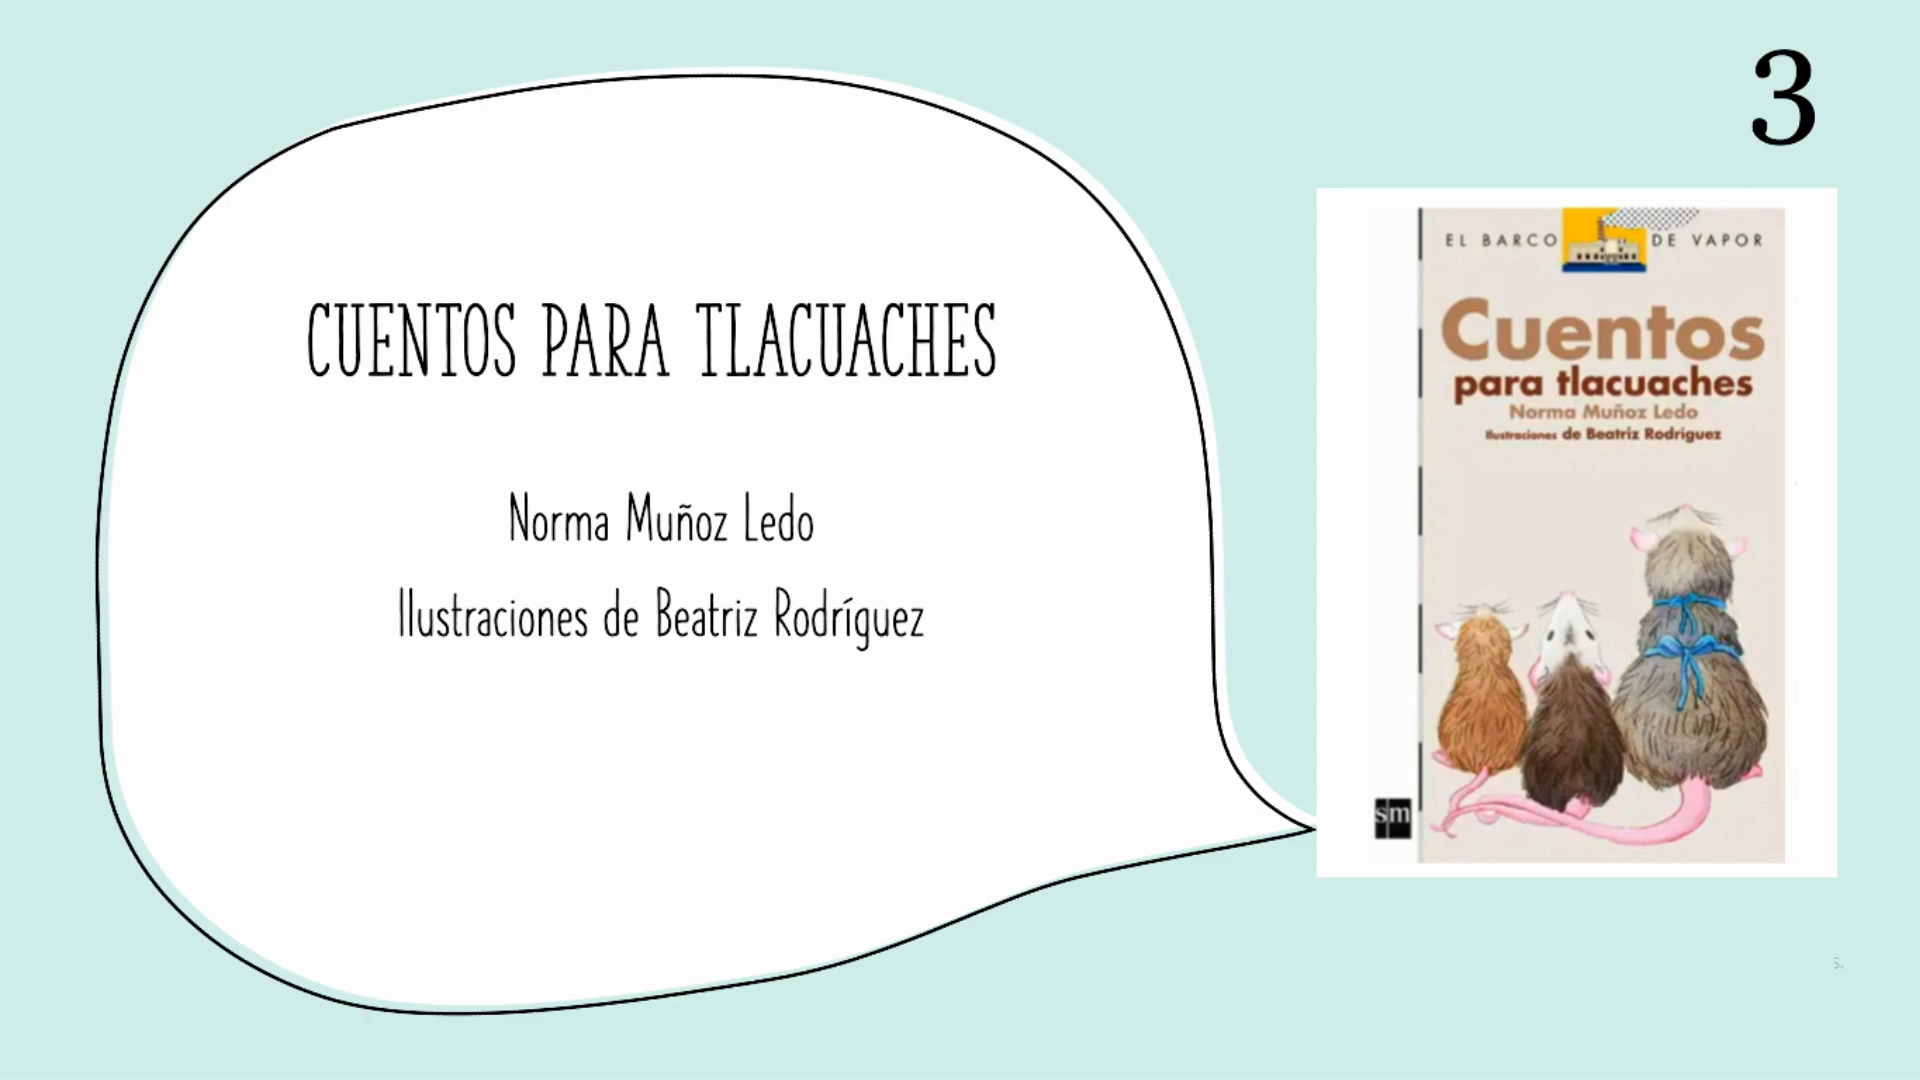 3
CUENTOS PARA TLACUACHES
Norma Muñoz Ledo
Ilustraciones de Beatriz Rodríguez
EL BARCO DE VAPOR
Cuentos
para tlacuaches
Norma Muñoz Ledo
Ilustraciones de Beatriz Rodríguez
sm
s.